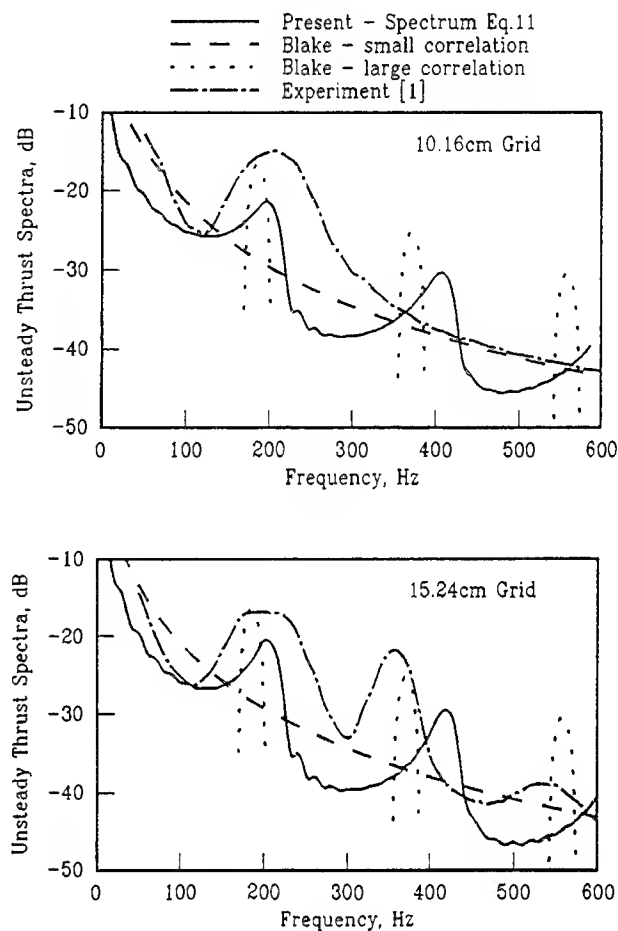 Present - Spectrum Eq.11
Blake - small correlation
Blake - large correlation
Experiment [1]
-10
-20
-30
-40
-50
Unsteady Thrust Spectra, dB
10.16cm Grid
0 100 200 300 400 500 600
Frequency, Hz
-10
-20
-30
-40
-50
Unsteady Thrust Spectra, dB
15.24cm Grid
0 100 200 300 400 500 600
Frequency, Hz